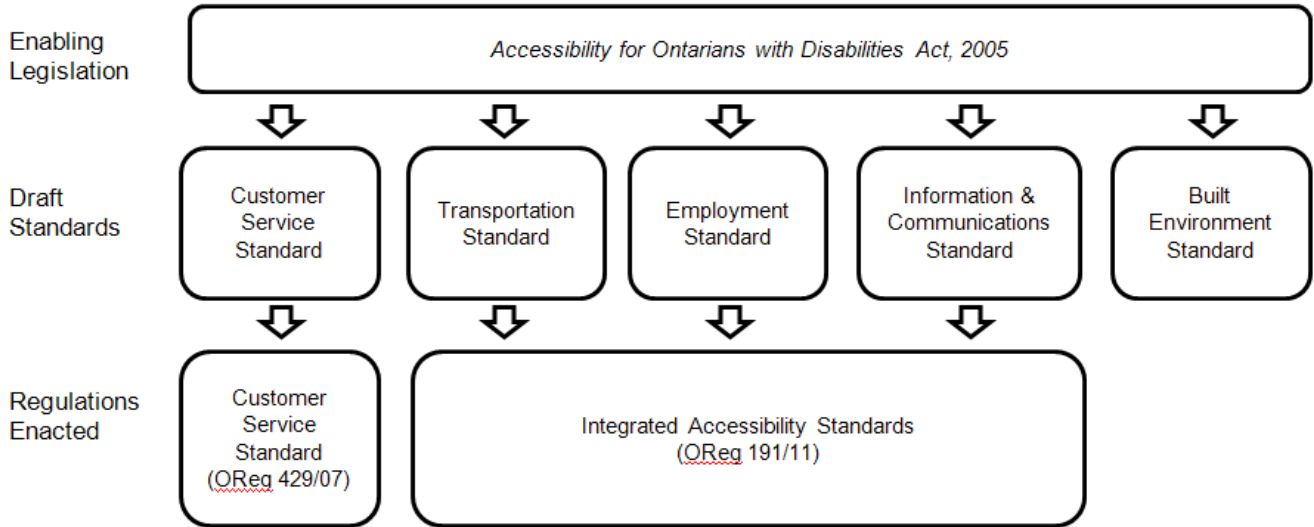 Enabling
Legislation
Accessibility for Ontarians with Disabilities Act, 2005
Draft
Standards
Customer
Service
Standard
Transportation
Standard
Employment
Standard
Information &
Communications
Standard
Built
Environment
Standard
Regulations
Enacted
Customer
Service
Standard
(OReg 429/07)
Integrated Accessibility Standards
(OReg 191/11)